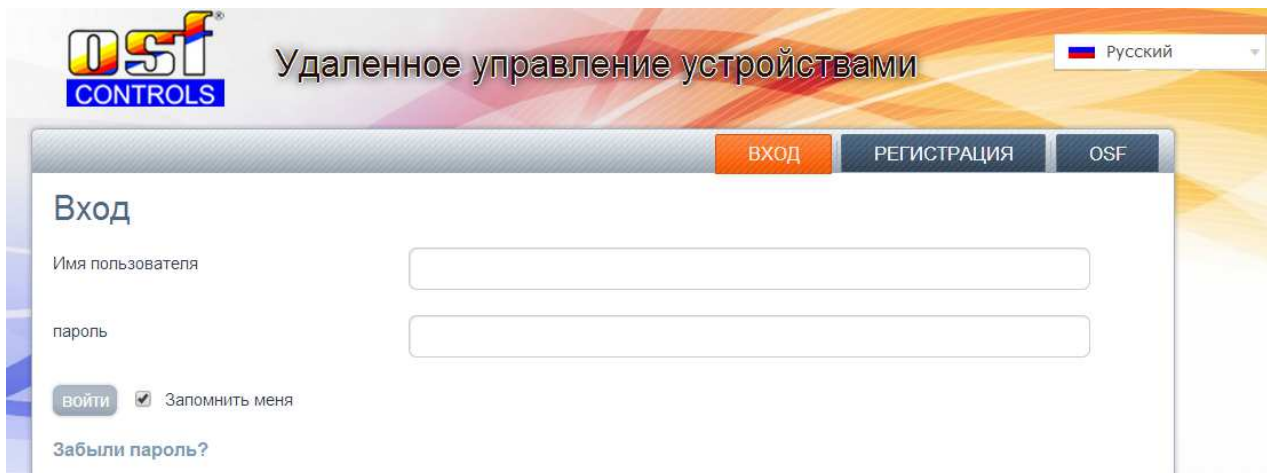 osf®
CONTROLS
Удаленное управление устройствами
Русский
ВХОД РЕГИСТРАЦИЯ OSF
Вход
Имя пользователя
пароль
войти Запомнить меня
Забыли пароль?